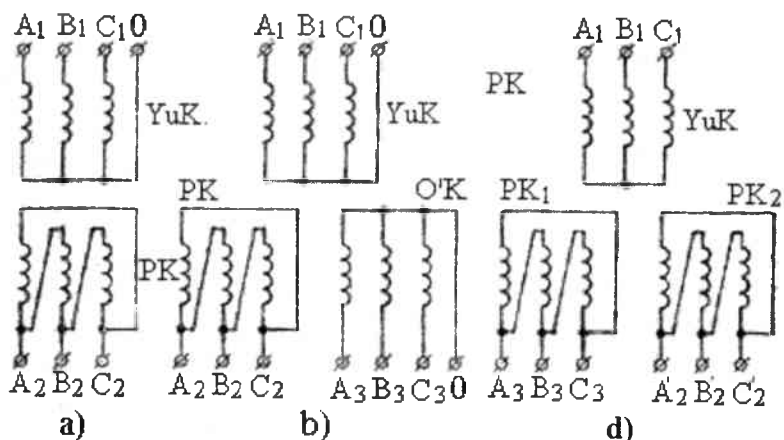 A1 B1 C1 0
A1 B1 C1 0
A1 B1 C1
YuK.
YuK
PK
YuK
PK
PK
O'K
PK1
PK2
A2 B2 C2
A2 B2 C2
A3 B3 C3 0
A3 B3 C3
A'2 B'2 C'2
a)
b)
d)